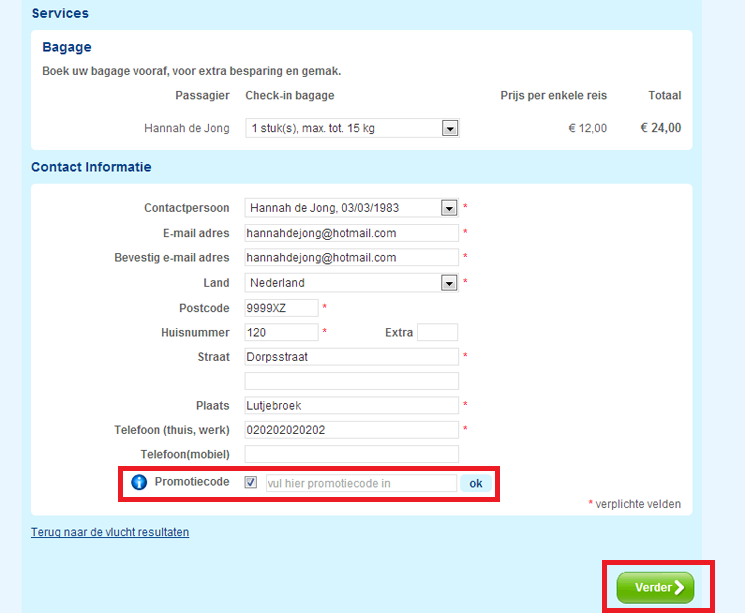 Services
Bagage
Boek uw bagage vooraf, voor extra besparing en gemak.
Passagier Check-in bagage Prijs per enkele reis Totaal
Hannah de Jong 1 stuk(s), max. tot. 15 kg € 12,00 € 24,00
Contact Informatie
Contactpersoon Hannah de Jong, 03/03/1983 *
E-mail adres hannahdejong@hotmail.com *
Bevestig e-mail adres hannahdejong@hotmail.com *
Land Nederland *
Postcode 9999XZ *
Huisnummer 120 * Extra
Straat Dorpsstraat *
Plaats Lutjebroek *
Telefoon (thuis, werk) 020202020202 *
Telefoon(mobiel)
Promotiecode vul hier promotiecode in ok
* verplichte velden
Terug naar de vlucht resultaten
Verder